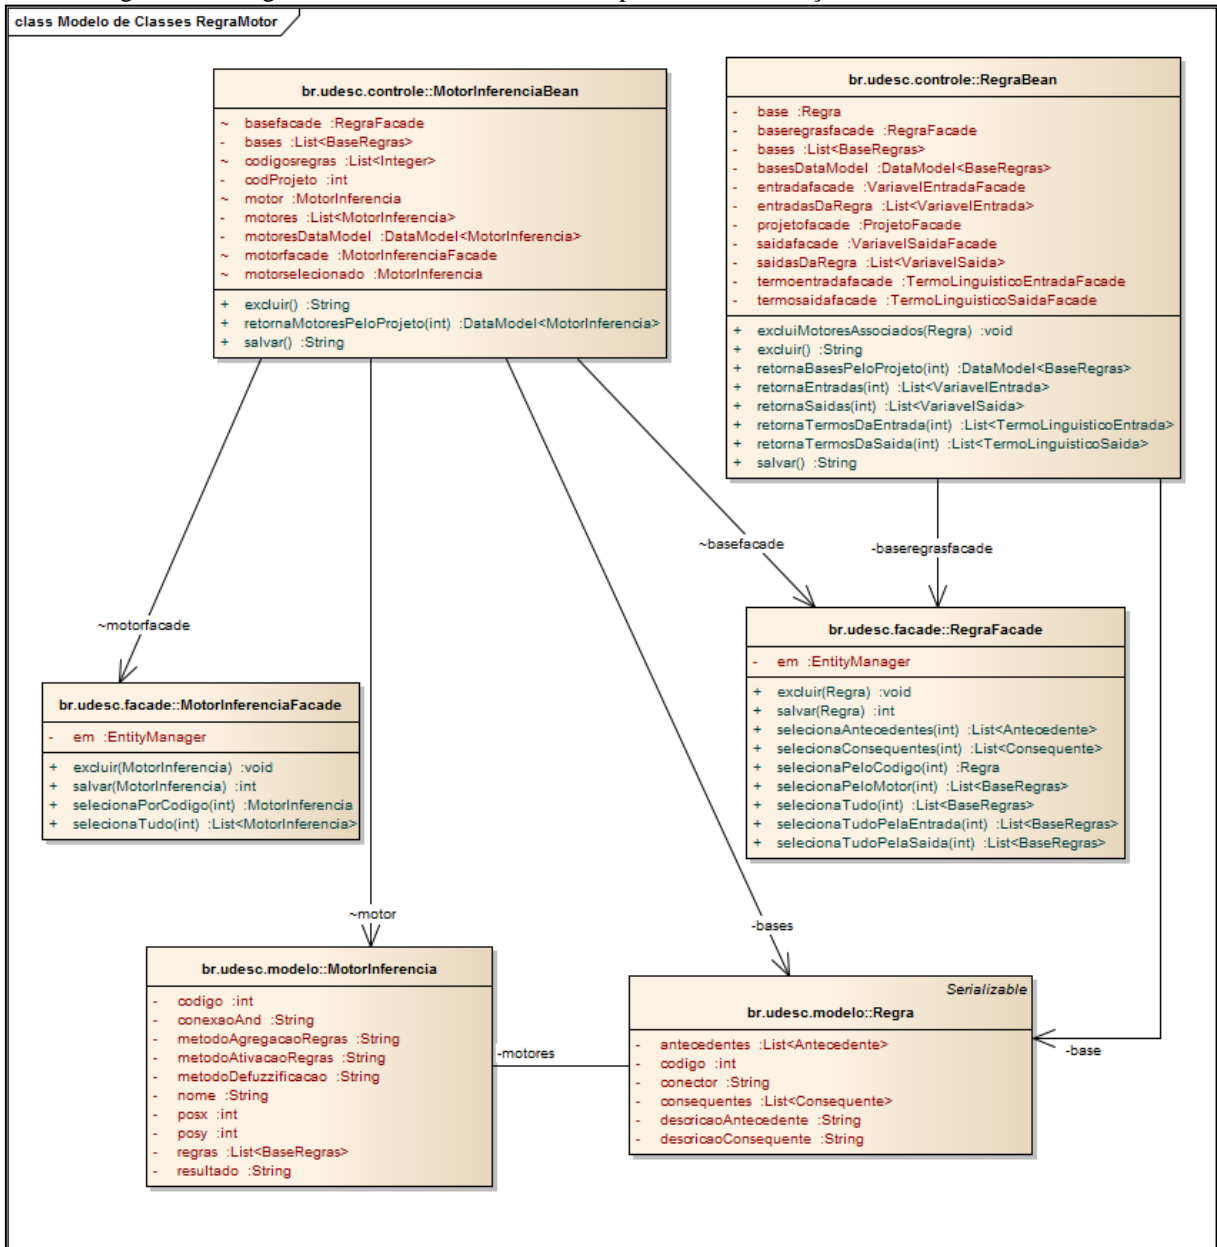 class Modelo de Classes RegraMotor
br.udesc.controle::MotorInferenciaBean
~ basefacade :RegraFacade
- bases :List<BaseRegras>
~ codigosregras :List<Integer>
- codProjeto :int
~ motor :MotorInferencia
- motores :List<MotorInferencia>
- motoresDataModel :DataModel<MotorInferencia>
~ motorfacade :MotorInferenciaFacade
~ motorselecionado :MotorInferencia
+ excluir() :String
+ retornaMotoresPeloProjeto(int) :DataModel<MotorInferencia>
+ salvar() :String
br.udesc.controle::RegraBean
- base :Regra
- baseregrasfacade :RegraFacade
- bases :List<BaseRegras>
- basesDataModel :DataModel<BaseRegras>
- entradafacade :VariavelEntradaFacade
- entradasDaRegra :List<VariavelEntrada>
- projetofacade :ProjetoFacade
- saidafacade :VariavelSaidaFacade
- saidasDaRegra :List<VariavelSaida>
- termoentradafacade :TermoLinguisticoEntradaFacade
- termosaidafacade :TermoLinguisticoSaidaFacade
+ excluiMotoresAssociados(Regra) :void
+ excluir() :String
+ retornaBasesPeloProjeto(int) :DataModel<BaseRegras>
+ retornaEntradas(int) :List<VariavelEntrada>
+ retornaSaidas(int) :List<VariavelSaida>
+ retornaTermosDaEntrada(int) :List<TermoLinguisticoEntrada>
+ retornaTermosDaSaida(int) :List<TermoLinguisticoSaida>
+ salvar() :String
~basefacade
-baseregrasfacade
~motorfacade
br.udesc.facade::RegraFacade
- em :EntityManager
+ excluir(Regra) :void
+ salvar(Regra) :int
+ selecionaAntecedentes(int) :List<Antecedente>
+ selecionaConsequentes(int) :List<Consequente>
+ selecionaPeloCodigo(int) :Regra
+ selecionaPeloMotor(int) :List<BaseRegras>
+ selecionaTudo(int) :List<BaseRegras>
+ selecionaTudoPelaEntrada(int) :List<BaseRegras>
+ selecionaTudoPelaSaida(int) :List<BaseRegras>
br.udesc.facade::MotorInferenciaFacade
- em :EntityManager
+ excluir(MotorInferencia) :void
+ salvar(MotorInferencia) :int
+ selecionaPorCodigo(int) :MotorInferencia
+ selecionaTudo(int) :List<MotorInferencia>
~motor
-bases
br.udesc.modelo::MotorInferencia
- codigo :int
- conexaoAnd :String
- metodoAgregacaoRegras :String
- metodoAtivacaoRegras :String
- metodoDefuzzificacao :String
- nome :String
- posx :int
- posy :int
- regras :List<BaseRegras>
- resultado :String
-motores
Serializable
br.udesc.modelo::Regra
- antecedentes :List<Antecedente>
- codigo :int
- conector :String
- consequentes :List<Consequente>
- descricaoAntecedente :String
- descricaoConsequente :String
-base